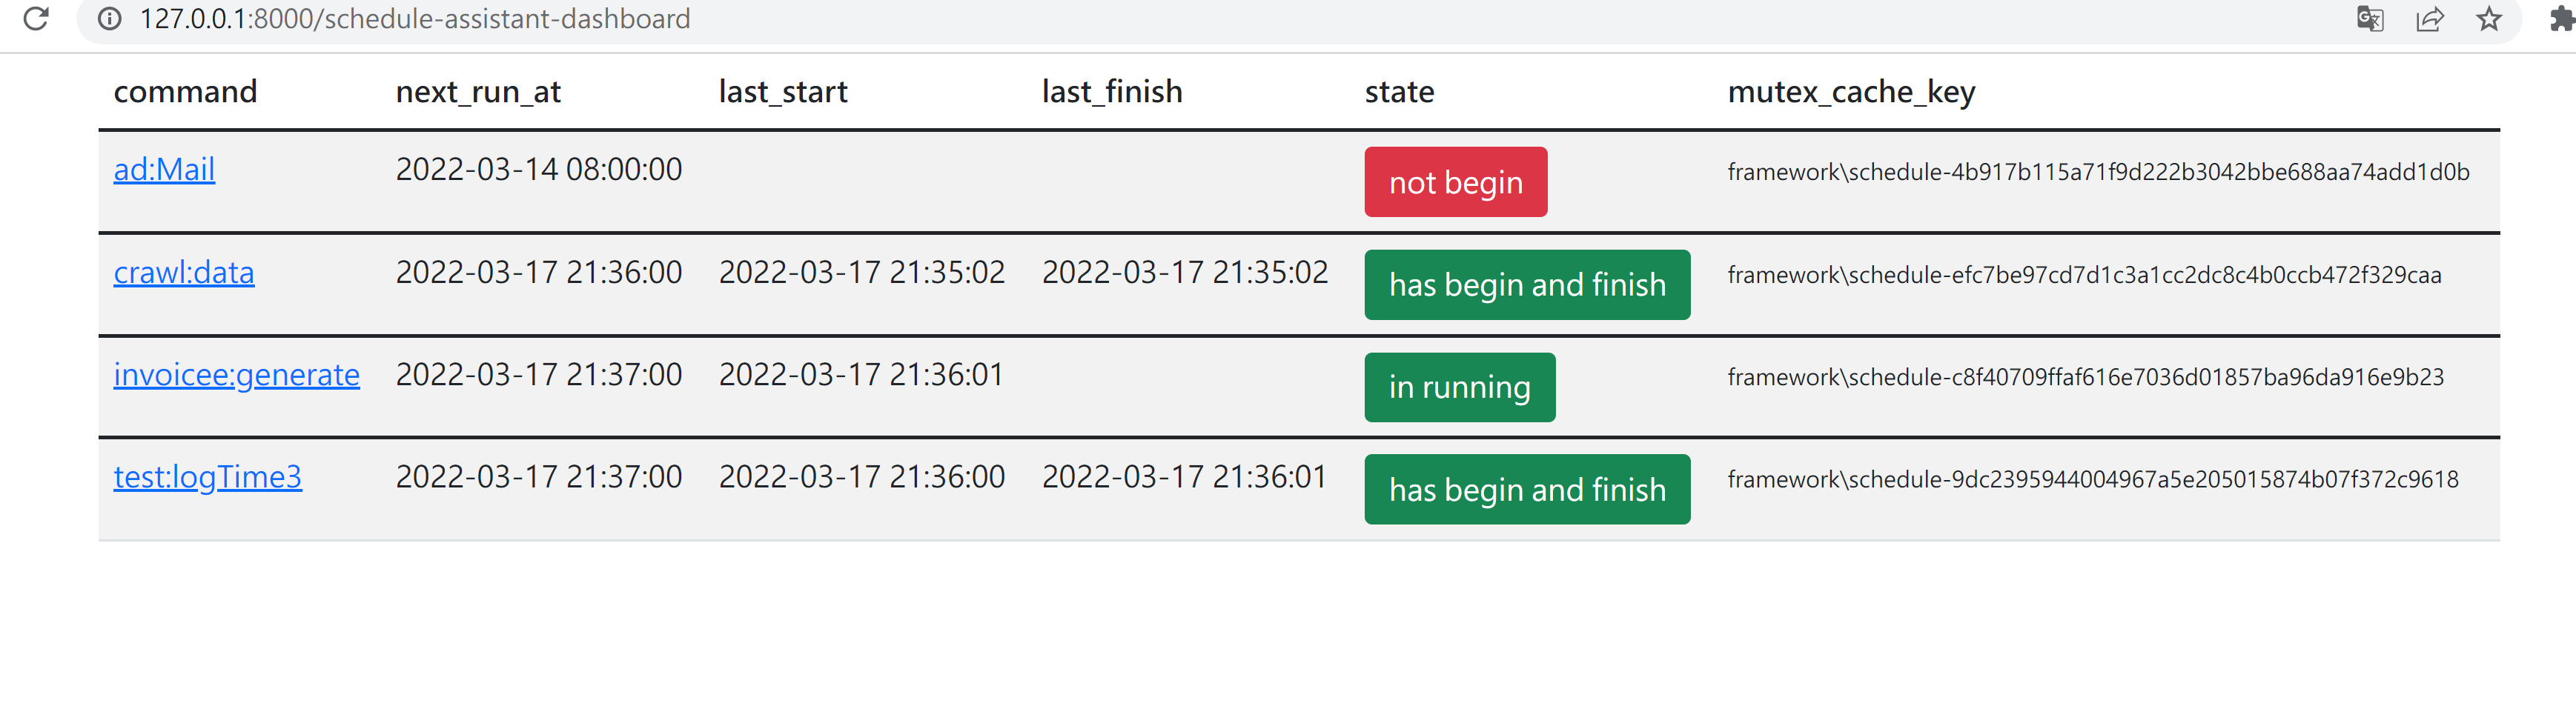 127.0.0.1:8000/schedule-assistant-dashboard
command next_run_at last_start last_finish state mutex_cache_key
ad:Mail 2022-03-14 08:00:00 not begin framework\schedule-4b917b115a71f9d222b3042bbe688aa74add1d0b
crawl:data 2022-03-17 21:36:00 2022-03-17 21:35:02 2022-03-17 21:35:02 has begin and finish framework\schedule-efc7be97cd7d1c3a1cc2dc8c4b0ccb472f329caa
invoicee:generate 2022-03-17 21:37:00 2022-03-17 21:36:01 in running framework\schedule-c8f40709ffaf616e7036d01857ba96da916e9b23
test:logTime3 2022-03-17 21:37:00 2022-03-17 21:36:00 2022-03-17 21:36:01 has begin and finish framework\schedule-9dc2395944004967a5e205015874b07f372c9618